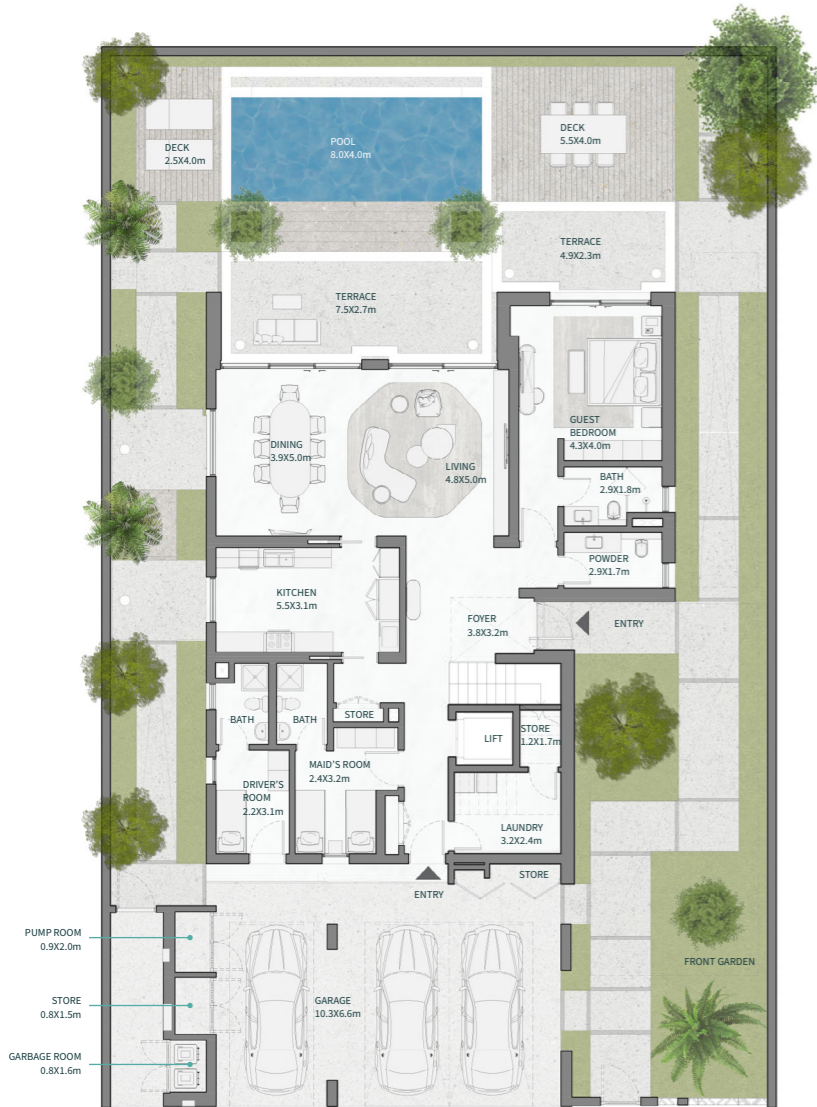 DECK
2.5X4.0m
POOL
8.0X4.0m
DECK
5.5X4.0m
TERRACE
4.9X2.3m
TERRACE
7.5X2.7m
GUEST
BEDROOM
4.3X4.0m
DINING
3.9X5.0m
LIVING
4.8X5.0m
BATH
2.9X1.8m
POWDER
2.9X1.7m
KITCHEN
5.5X3.1m
FOYER
3.8X3.2m
ENTRY
BATH
BATH
STORE
LIFT
STORE
1.2X1.7m
MAID'S ROOM
2.4X3.2m
DRIVER'S
ROOM
2.2X3.1m
LAUNDRY
3.2X2.4m
STORE
ENTRY
PUMP ROOM
0.9X2.0m
FRONT GARDEN
STORE
0.8X1.5m
GARAGE
10.3X6.6m
GARBAGE ROOM
0.8X1.6m